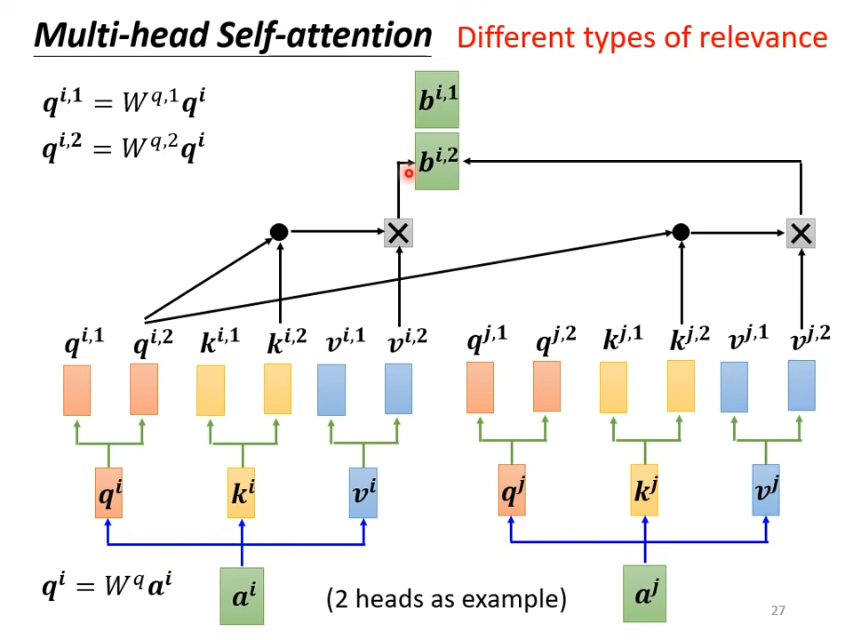 Multi-head Self-attention Different types of relevance
𝒒^{i,1} = W^{q,1}𝒒^i
𝒒^{i,2} = W^{q,2}𝒒^i
b^{i,1}
b^{i,2}
q^{i,1} q^{i,2} k^{i,1} k^{i,2} v^{i,1} v^{i,2} q^{j,1} q^{j,2} k^{j,1} k^{j,2} v^{j,1} v^{j,2}
q^i k^i v^i q^j k^j v^j
q^i = W^q a^i
a^i (2 heads as example) a^j
27